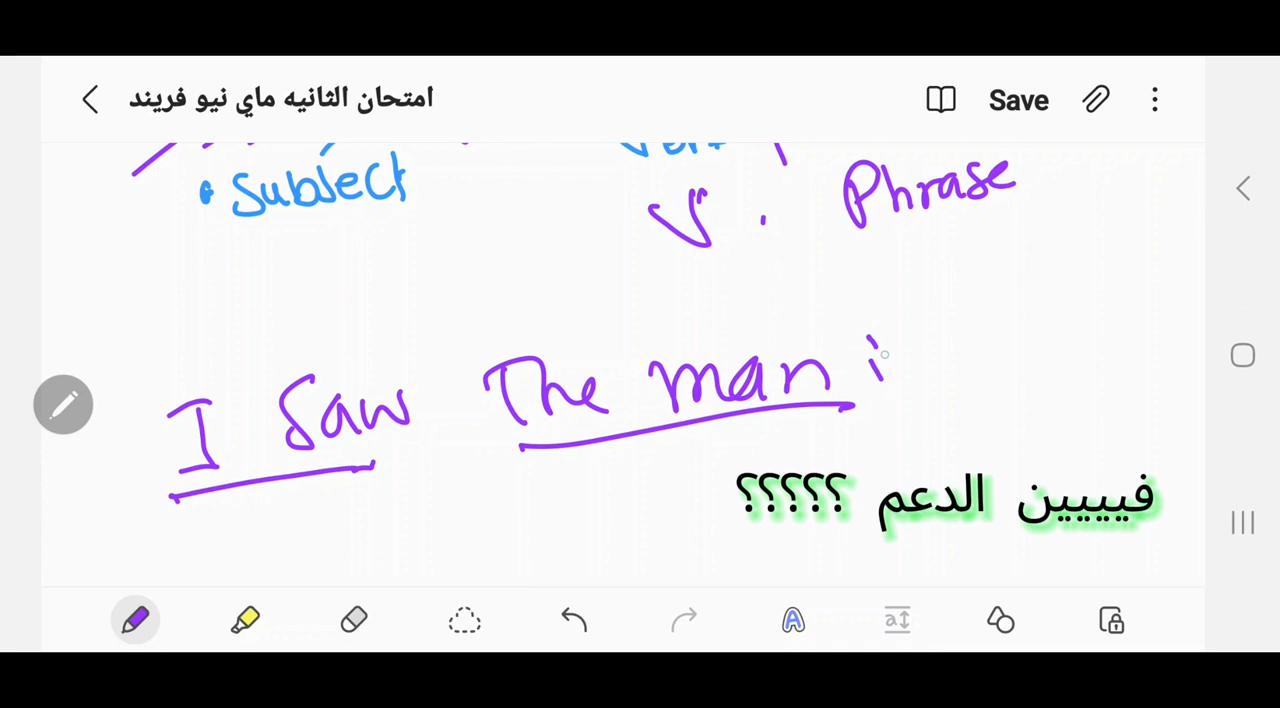 امتحان الثانيه ماي نيو فريند
Save
• Subject
V. Phrase
I Saw The man i
فيييين الدعم ؟؟؟؟؟